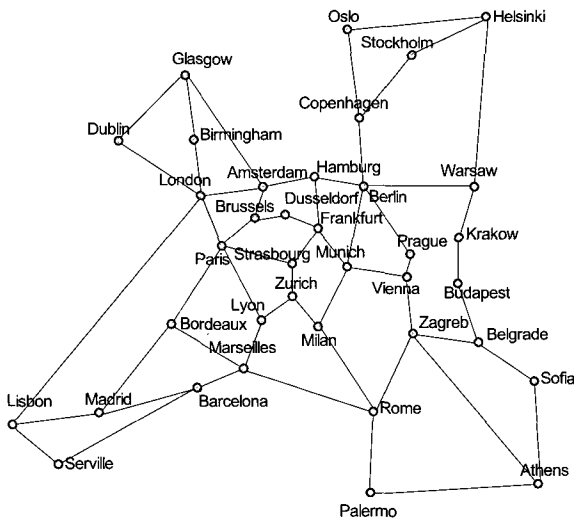 Oslo
Helsinki
Stockholm
Glasgow
Copenhagen
Dublin
Birmingham
London
Amsterdam
Hamburg
Berlin
Warsaw
Brussels
Dusseldorf
Frankfurt
Krakow
Paris
Strasbourg
Munich
Prague
Zurich
Vienna
Budapest
Lyon
Bordeaux
Milan
Zagreb
Belgrade
Marseilles
Sofia
Lisbon
Madrid
Barcelona
Rome
Serville
Athens
Palermo